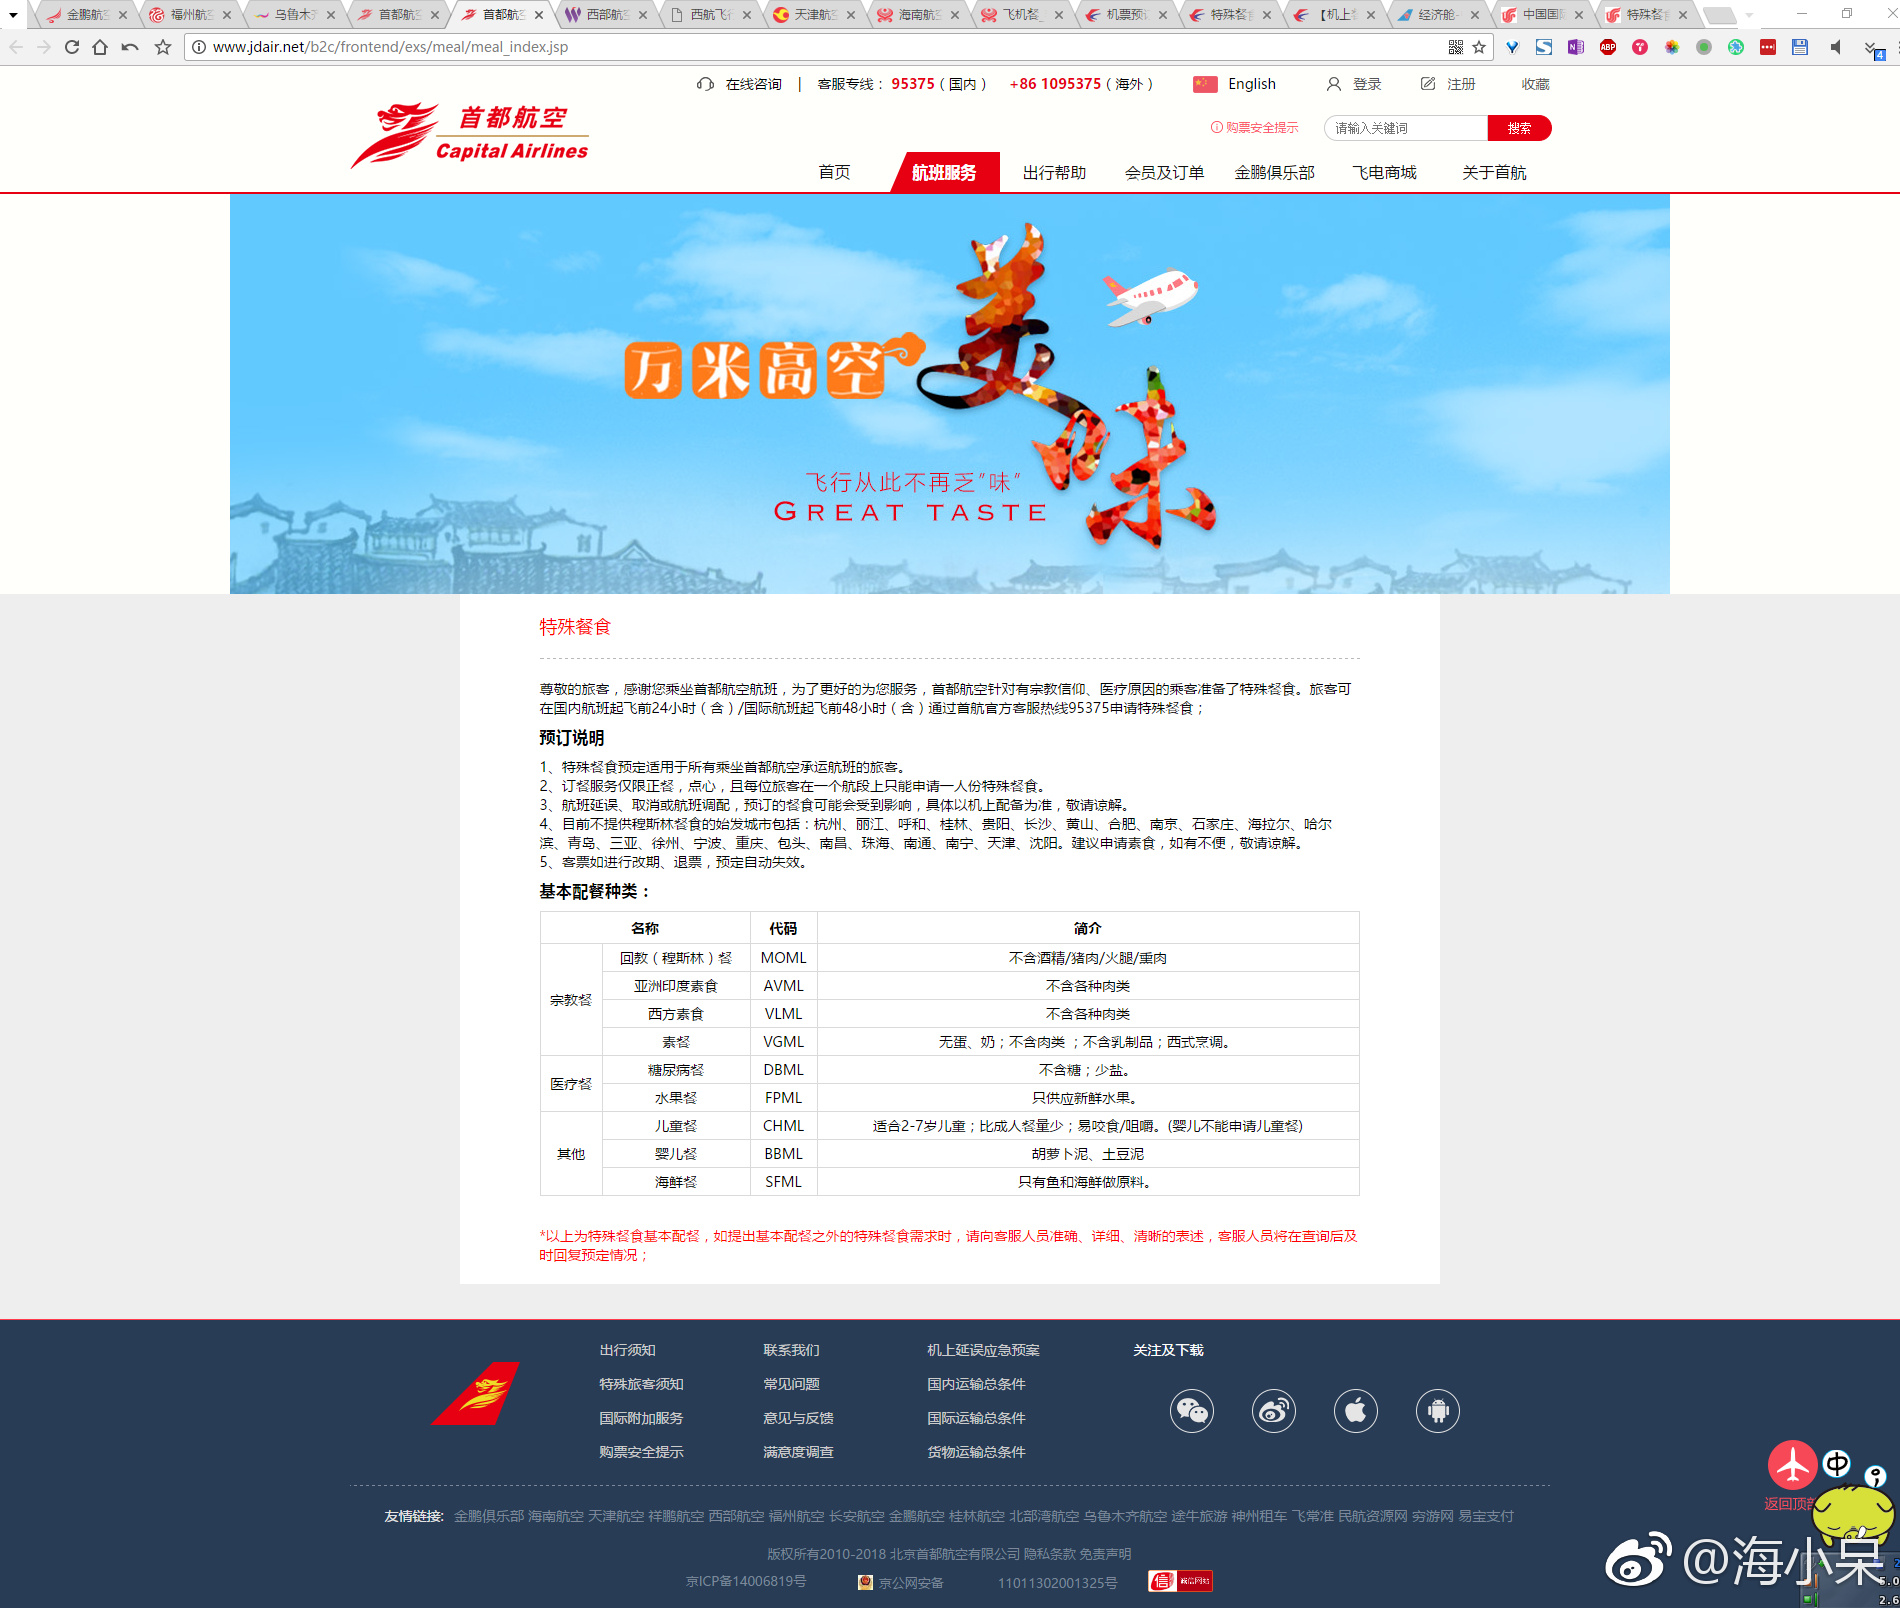 金鹏航空 福州航空 乌鲁木齐 首都航空 首都航空 西部航空 西航飞行 天津航空 海南航空 飞机餐_ 机票预订 特殊餐食 【机上餐 经济舱- 中国国际 特殊餐食
www.jdair.net/b2c/frontend/exs/meal/meal_index.jsp
在线咨询 | 客服专线： 95375（国内） +86 1095375（海外） English 登录 注册 收藏
首都航空
Capital Airlines
购票安全提示 请输入关键词 搜索
首页 航班服务 出行帮助 会员及订单 金鹏俱乐部 飞电商城 关于首航
万米高空 美味
飞行从此不再乏"味"
GREAT TASTE
特殊餐食
尊敬的旅客，感谢您乘坐首都航空航班，为了更好的为您服务，首都航空针对有宗教信仰、医疗原因的乘客准备了特殊餐食。旅客可
在国内航班起飞前24小时（含）/国际航班起飞前48小时（含）通过首航官方客服热线95375申请特殊餐食；
预订说明
1、特殊餐食预定适用于所有乘坐首都航空承运航班的旅客。
2、订餐服务仅限正餐，点心，且每位旅客在一个航段上只能申请一人份特殊餐食。
3、航班延误、取消或航班调配，预订的餐食可能会受到影响，具体以机上配备为准，敬请谅解。
4、目前不提供穆斯林餐食的始发城市包括：杭州、丽江、呼和、桂林、贵阳、长沙、黄山、合肥、南京、石家庄、海拉尔、哈尔
滨、青岛、三亚、徐州、宁波、重庆、包头、南昌、珠海、南通、南宁、天津、沈阳。建议申请素食，如有不便，敬请谅解。
5、客票如进行改期、退票，预定自动失效。
基本配餐种类：
名称 代码 简介
宗教餐 回教（穆斯林）餐 MOML 不含酒精/猪肉/火腿/熏肉
亚洲印度素食 AVML 不含各种肉类
西方素食 VLML 不含各种肉类
素餐 VGML 无蛋、奶；不含肉类 ；不含乳制品；西式烹调。
医疗餐 糖尿病餐 DBML 不含糖；少盐。
水果餐 FPML 只供应新鲜水果。
其他 儿童餐 CHML 适合2-7岁儿童；比成人餐量少；易咬食/咀嚼。(婴儿不能申请儿童餐)
婴儿餐 BBML 胡萝卜泥、土豆泥
海鲜餐 SFML 只有鱼和海鲜做原料。
*以上为特殊餐食基本配餐，如提出基本配餐之外的特殊餐食需求时，请向客服人员准确、详细、清晰的表述，客服人员将在查询后及
时回复预定情况；
出行须知 联系我们 机上延误应急预案 关注及下载
特殊旅客须知 常见问题 国内运输总条件
国际附加服务 意见与反馈 国际运输总条件
购票安全提示 满意度调查 货物运输总条件
中
返回顶部
友情链接: 金鹏俱乐部 海南航空 天津航空 祥鹏航空 西部航空 福州航空 长安航空 金鹏航空 桂林航空 北部湾航空 乌鲁木齐航空 途牛旅游 神州租车 飞常准 民航资源网 穷游网 易宝支付
版权所有2010-2018 北京首都航空有限公司 隐私条款 免责声明
京ICP备14006819号 京公网安备 11011302001325号 信 诚信网站
@海小呆